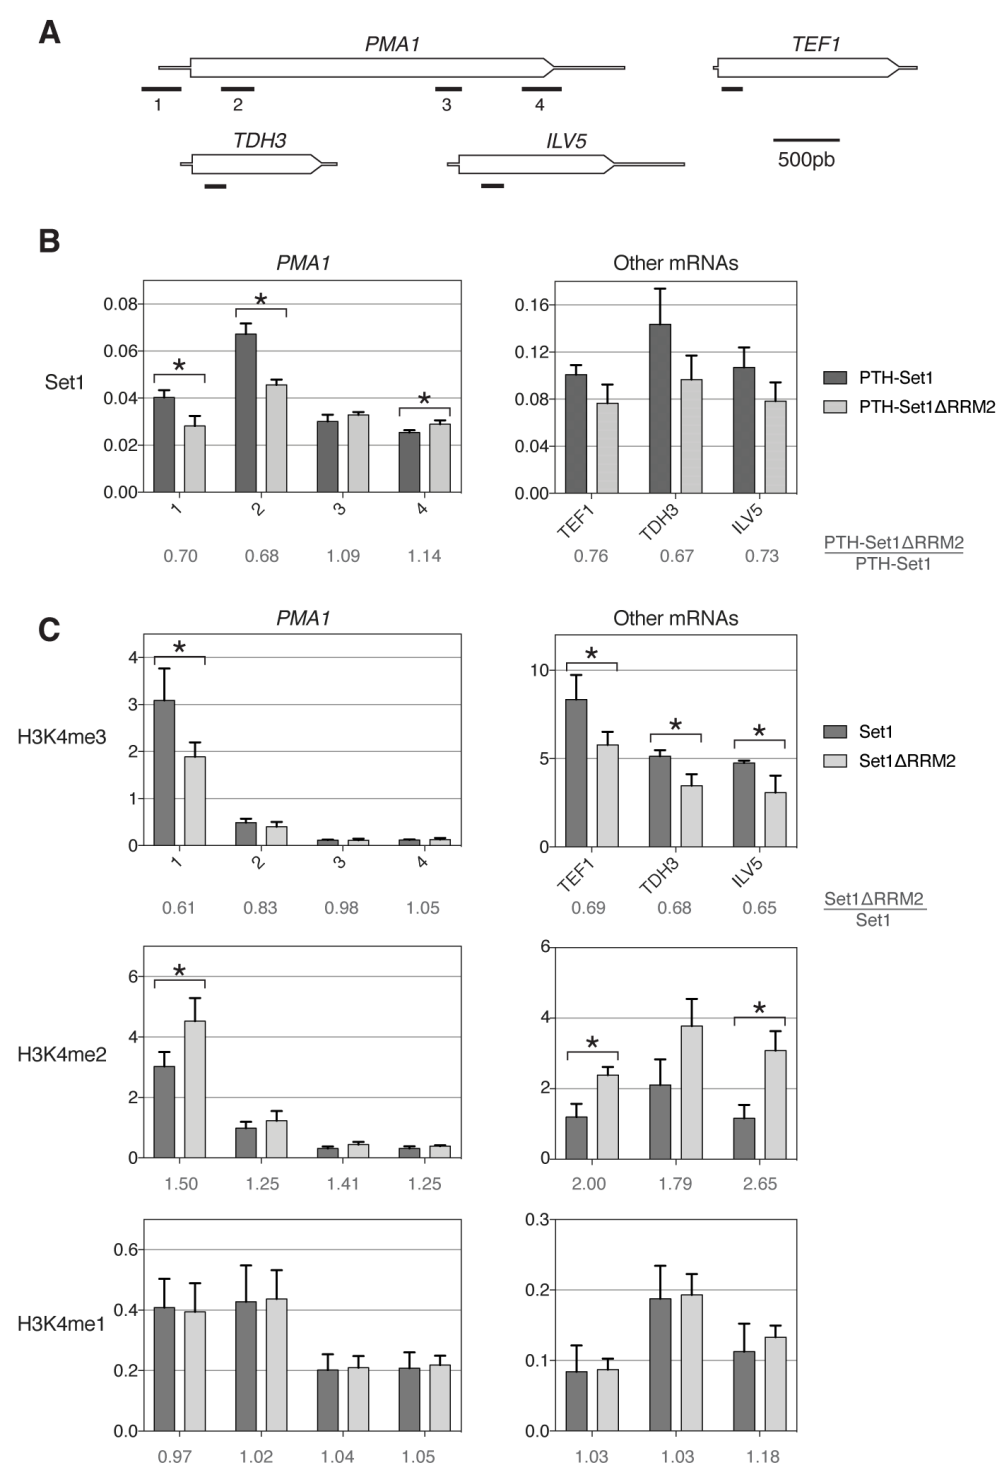 A
PMA1
TEF1
1
2
3
4
TDH3
ILV5
500pb
B
PMA1
Other mRNAs
Set1
0.08
0.06
0.04
0.02
0.00
*
*
*
1
2
3
4
0.70
0.68
1.09
1.14
0.16
0.12
0.08
0.04
0.00
TEF1
TDH3
ILV5
0.76
0.67
0.73
PTH-Set1
PTH-Set1ΔRRM2
PTH-Set1ΔRRM2
PTH-Set1
C
PMA1
Other mRNAs
H3K4me3
4
3
2
1
0
*
1
2
3
4
0.61
0.83
0.98
1.05
10
5
0
*
*
*
TEF1
TDH3
ILV5
0.69
0.68
0.65
Set1
Set1ΔRRM2
Set1ΔRRM2
Set1
H3K4me2
6
4
2
0
*
1.50
1.25
1.41
1.25
6
4
2
0
*
*
2.00
1.79
2.65
H3K4me1
0.6
0.4
0.2
0.0
0.97
1.02
1.04
1.05
0.3
0.2
0.1
0.0
1.03
1.03
1.18